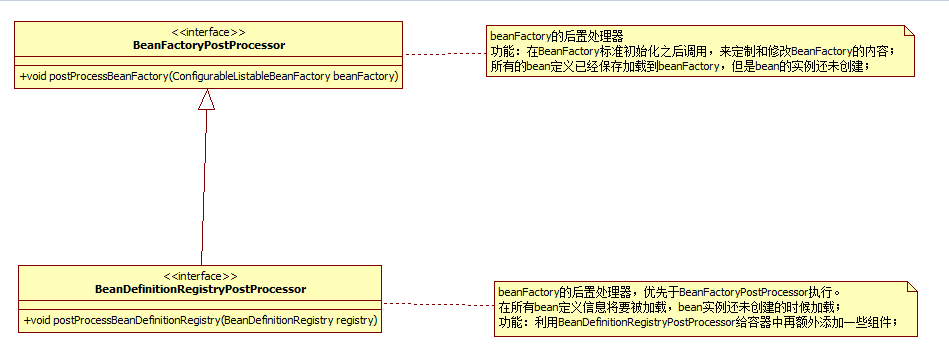 <<interface>>
BeanFactoryPostProcessor
+void postProcessBeanFactory(ConfigurableListableBeanFactory beanFactory)
beanFactory的后置处理器
功能：在BeanFactory标准初始化之后调用，来定制和修改BeanFactory的内容；
所有的bean定义已经保存加载到beanFactory，但是bean的实例还未创建；
<<interface>>
BeanDefinitionRegistryPostProcessor
+void postProcessBeanDefinitionRegistry(BeanDefinitionRegistry registry)
beanFactory的后置处理器，优先于BeanFactoryPostProcessor执行。
在所有bean定义信息将要被加载，bean实例还未创建的时候加载；
功能：利用BeanDefinitionRegistryPostProcessor给容器中再额外添加一些组件；